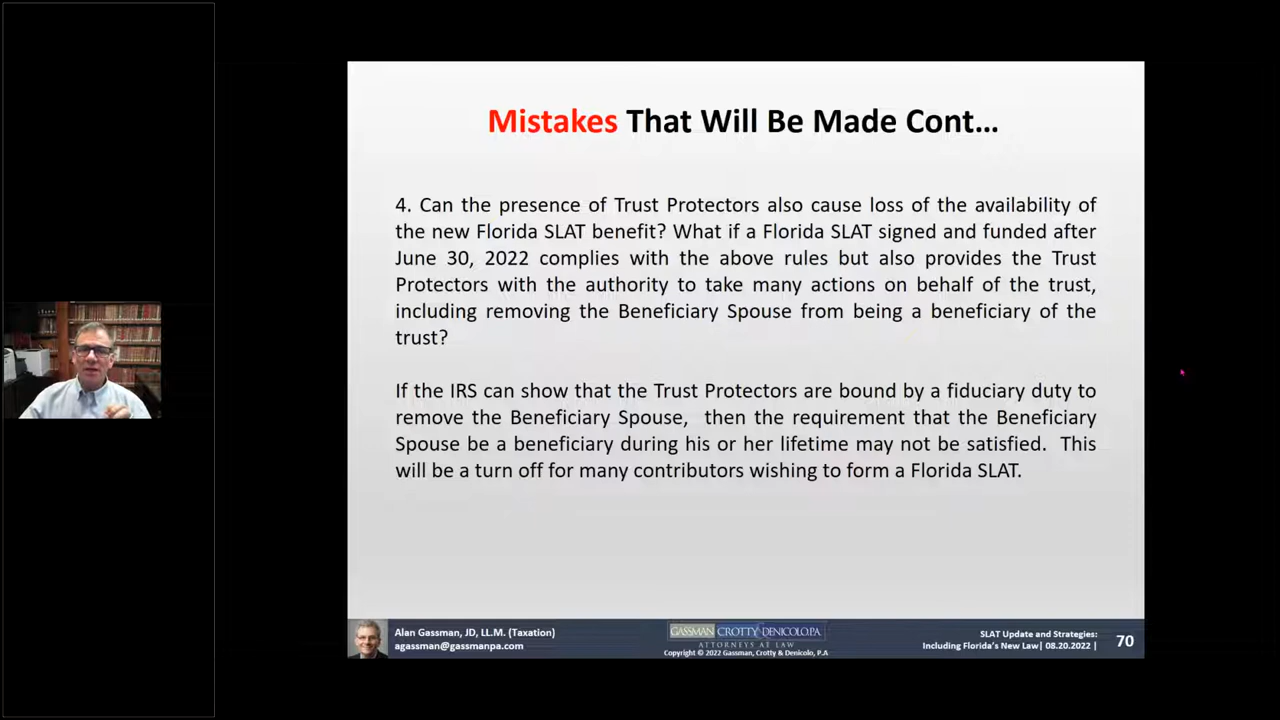 Mistakes That Will Be Made Cont...
4. Can the presence of Trust Protectors also cause loss of the availability of
the new Florida SLAT benefit? What if a Florida SLAT signed and funded after
June 30, 2022 complies with the above rules but also provides the Trust
Protectors with the authority to take many actions on behalf of the trust,
including removing the Beneficiary Spouse from being a beneficiary of the
trust?
If the IRS can show that the Trust Protectors are bound by a fiduciary duty to
remove the Beneficiary Spouse, then the requirement that the Beneficiary
Spouse be a beneficiary during his or her lifetime may not be satisfied. This
will be a turn off for many contributors wishing to form a Florida SLAT.
Alan Gassman, JD, LL.M. (Taxation)
agassman@gassmanpa.com
GASSMAN CROTTY DENICOLO, P.A.
ATTORNEYS AT LAW
Copyright © 2022 Gassman, Crotty & Denicolo, P.A
SLAT Update and Strategies:
Including Florida's New Law| 08.20.2022 |
70